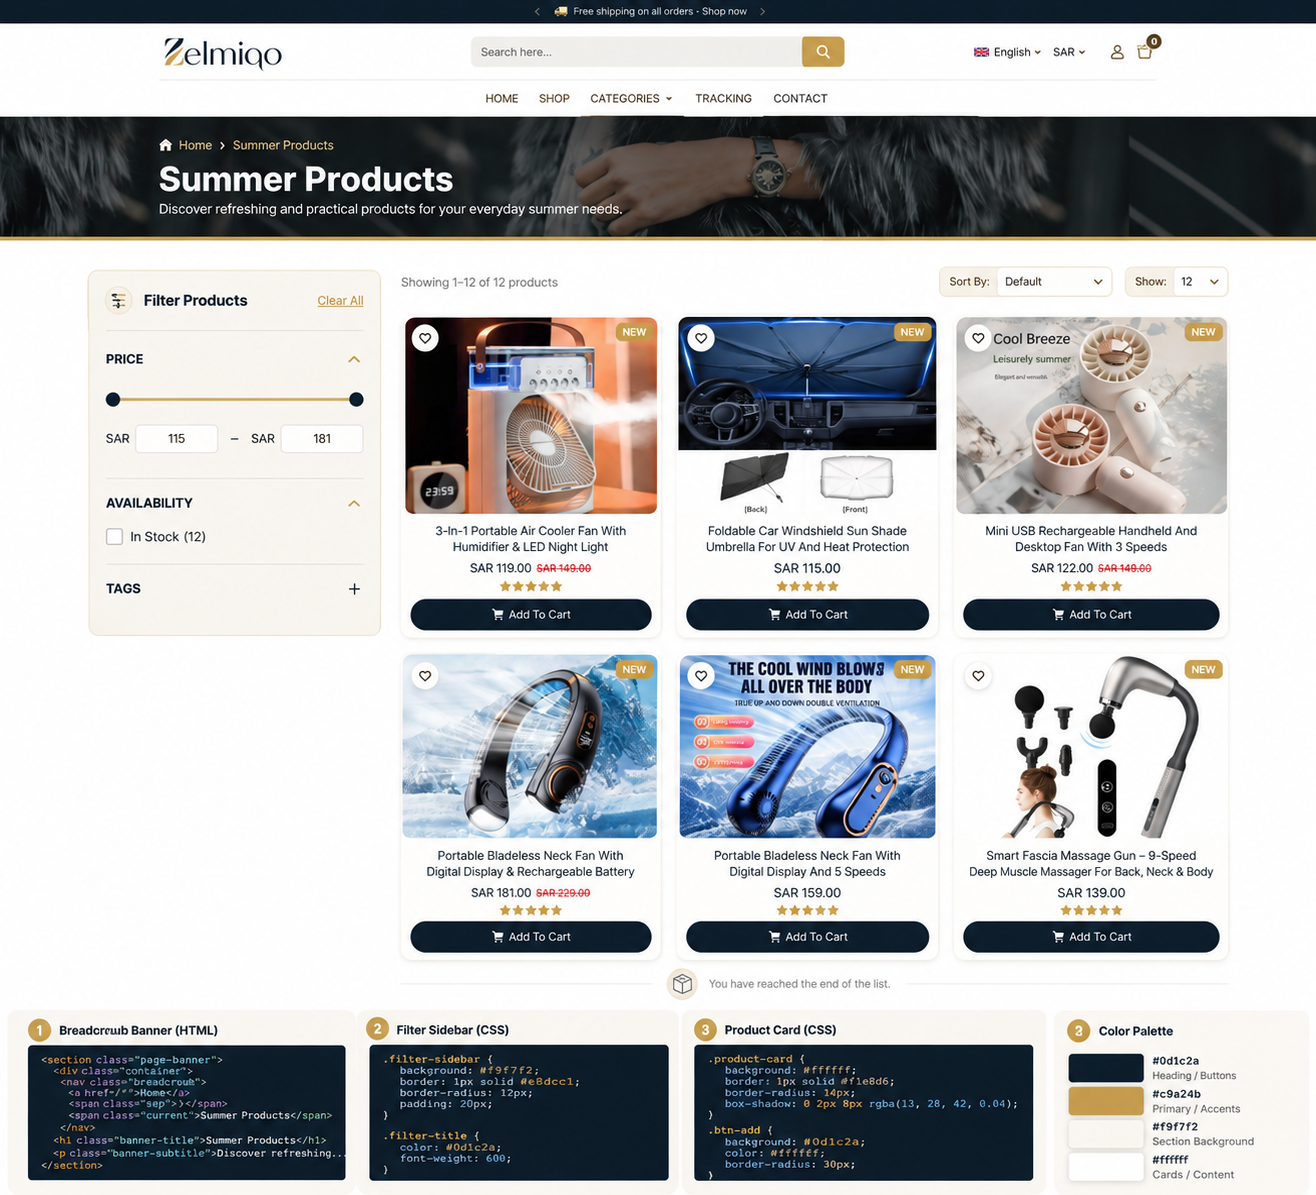 Free shipping on all orders • Shop now
Zelmiqo
Search here...
English
SAR
0
HOME
SHOP
CATEGORIES
TRACKING
CONTACT
Home › Summer Products
Summer Products
Discover refreshing and practical products for your everyday summer needs.
Filter Products
Clear All
PRICE
SAR 115 – SAR 181
AVAILABILITY
In Stock (12)
TAGS
Showing 1–12 of 12 products
Sort By: Default
Show: 12
NEW
23:59
3-In-1 Portable Air Cooler Fan With
Humidifier & LED Night Light
SAR 119.00 SAR 149.00
Add To Cart
NEW
(Back)
(Front)
Foldable Car Windshield Sun Shade
Umbrella For UV And Heat Protection
SAR 115.00
Add To Cart
NEW
Cool Breeze
Leisurely summer
Mini USB Rechargeable Handheld And
Desktop Fan With 3 Speeds
SAR 122.00 SAR 149.00
Add To Cart
NEW
Portable Bladeless Neck Fan With
Digital Display & Rechargeable Battery
SAR 181.00 SAR 229.00
Add To Cart
NEW
THE COOL WIND BLOWS
ALL OVER THE BODY
TRUE UP AND DOWN DOUBLE VENTILATION
Portable Bladeless Neck Fan With
Digital Display And 5 Speeds
SAR 159.00
Add To Cart
NEW
Smart Fascia Massage Gun – 9-Speed
Deep Muscle Massager For Back, Neck & Body
SAR 139.00
Add To Cart
You have reached the end of the list.
1 Breadcrumb Banner (HTML)
<section class="page-banner">
<div class="container">
<nav class="breadcroub">
<a href="/">Home</a>
<span class="sep">›</span>
<span class="current">Summer Products</span>
</nav>
<h1 class="banner-title">Summer Products</h1>
<p class="banner-subtitle">Discover refreshing...
</section>
2 Filter Sidebar (CSS)
.filter-sidebar {
background: #f9f7f2;
border: 1px solid #e8dcc1;
border-radius: 12px;
padding: 20px;
}
.filter-title {
color: #0d1c2a;
font-weight: 600;
}
3 Product Card (CSS)
.product-card {
background: #ffffff;
border: 1px solid #f1e8d6;
border-radius: 14px;
box-shadow: 0 2px 8px rgba(13, 28, 42, 0.04);
}
.btn-add {
background: #0d1c2a;
color: #ffffff;
border-radius: 30px;
}
3 Color Palette
#0d1c2a
Heading / Buttons
#c9a24b
Primary / Accents
#f9f7f2
Section Background
#ffffff
Cards / Content